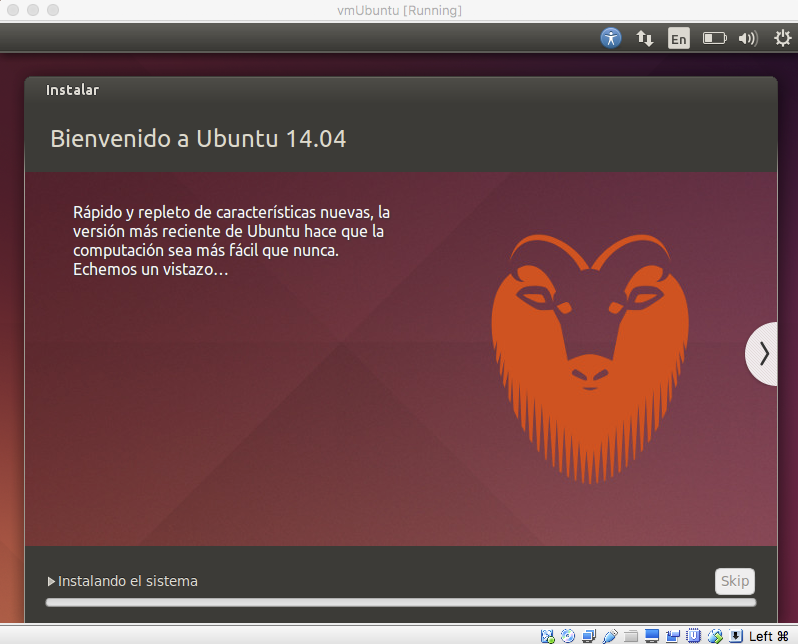 vmUbuntu [Running]
En
Instalar
Bienvenido a Ubuntu 14.04
Rápido y repleto de características nuevas, la
versión más reciente de Ubuntu hace que la
computación sea más fácil que nunca.
Echemos un vistazo…
Instalando el sistema
Skip
Left ⌘